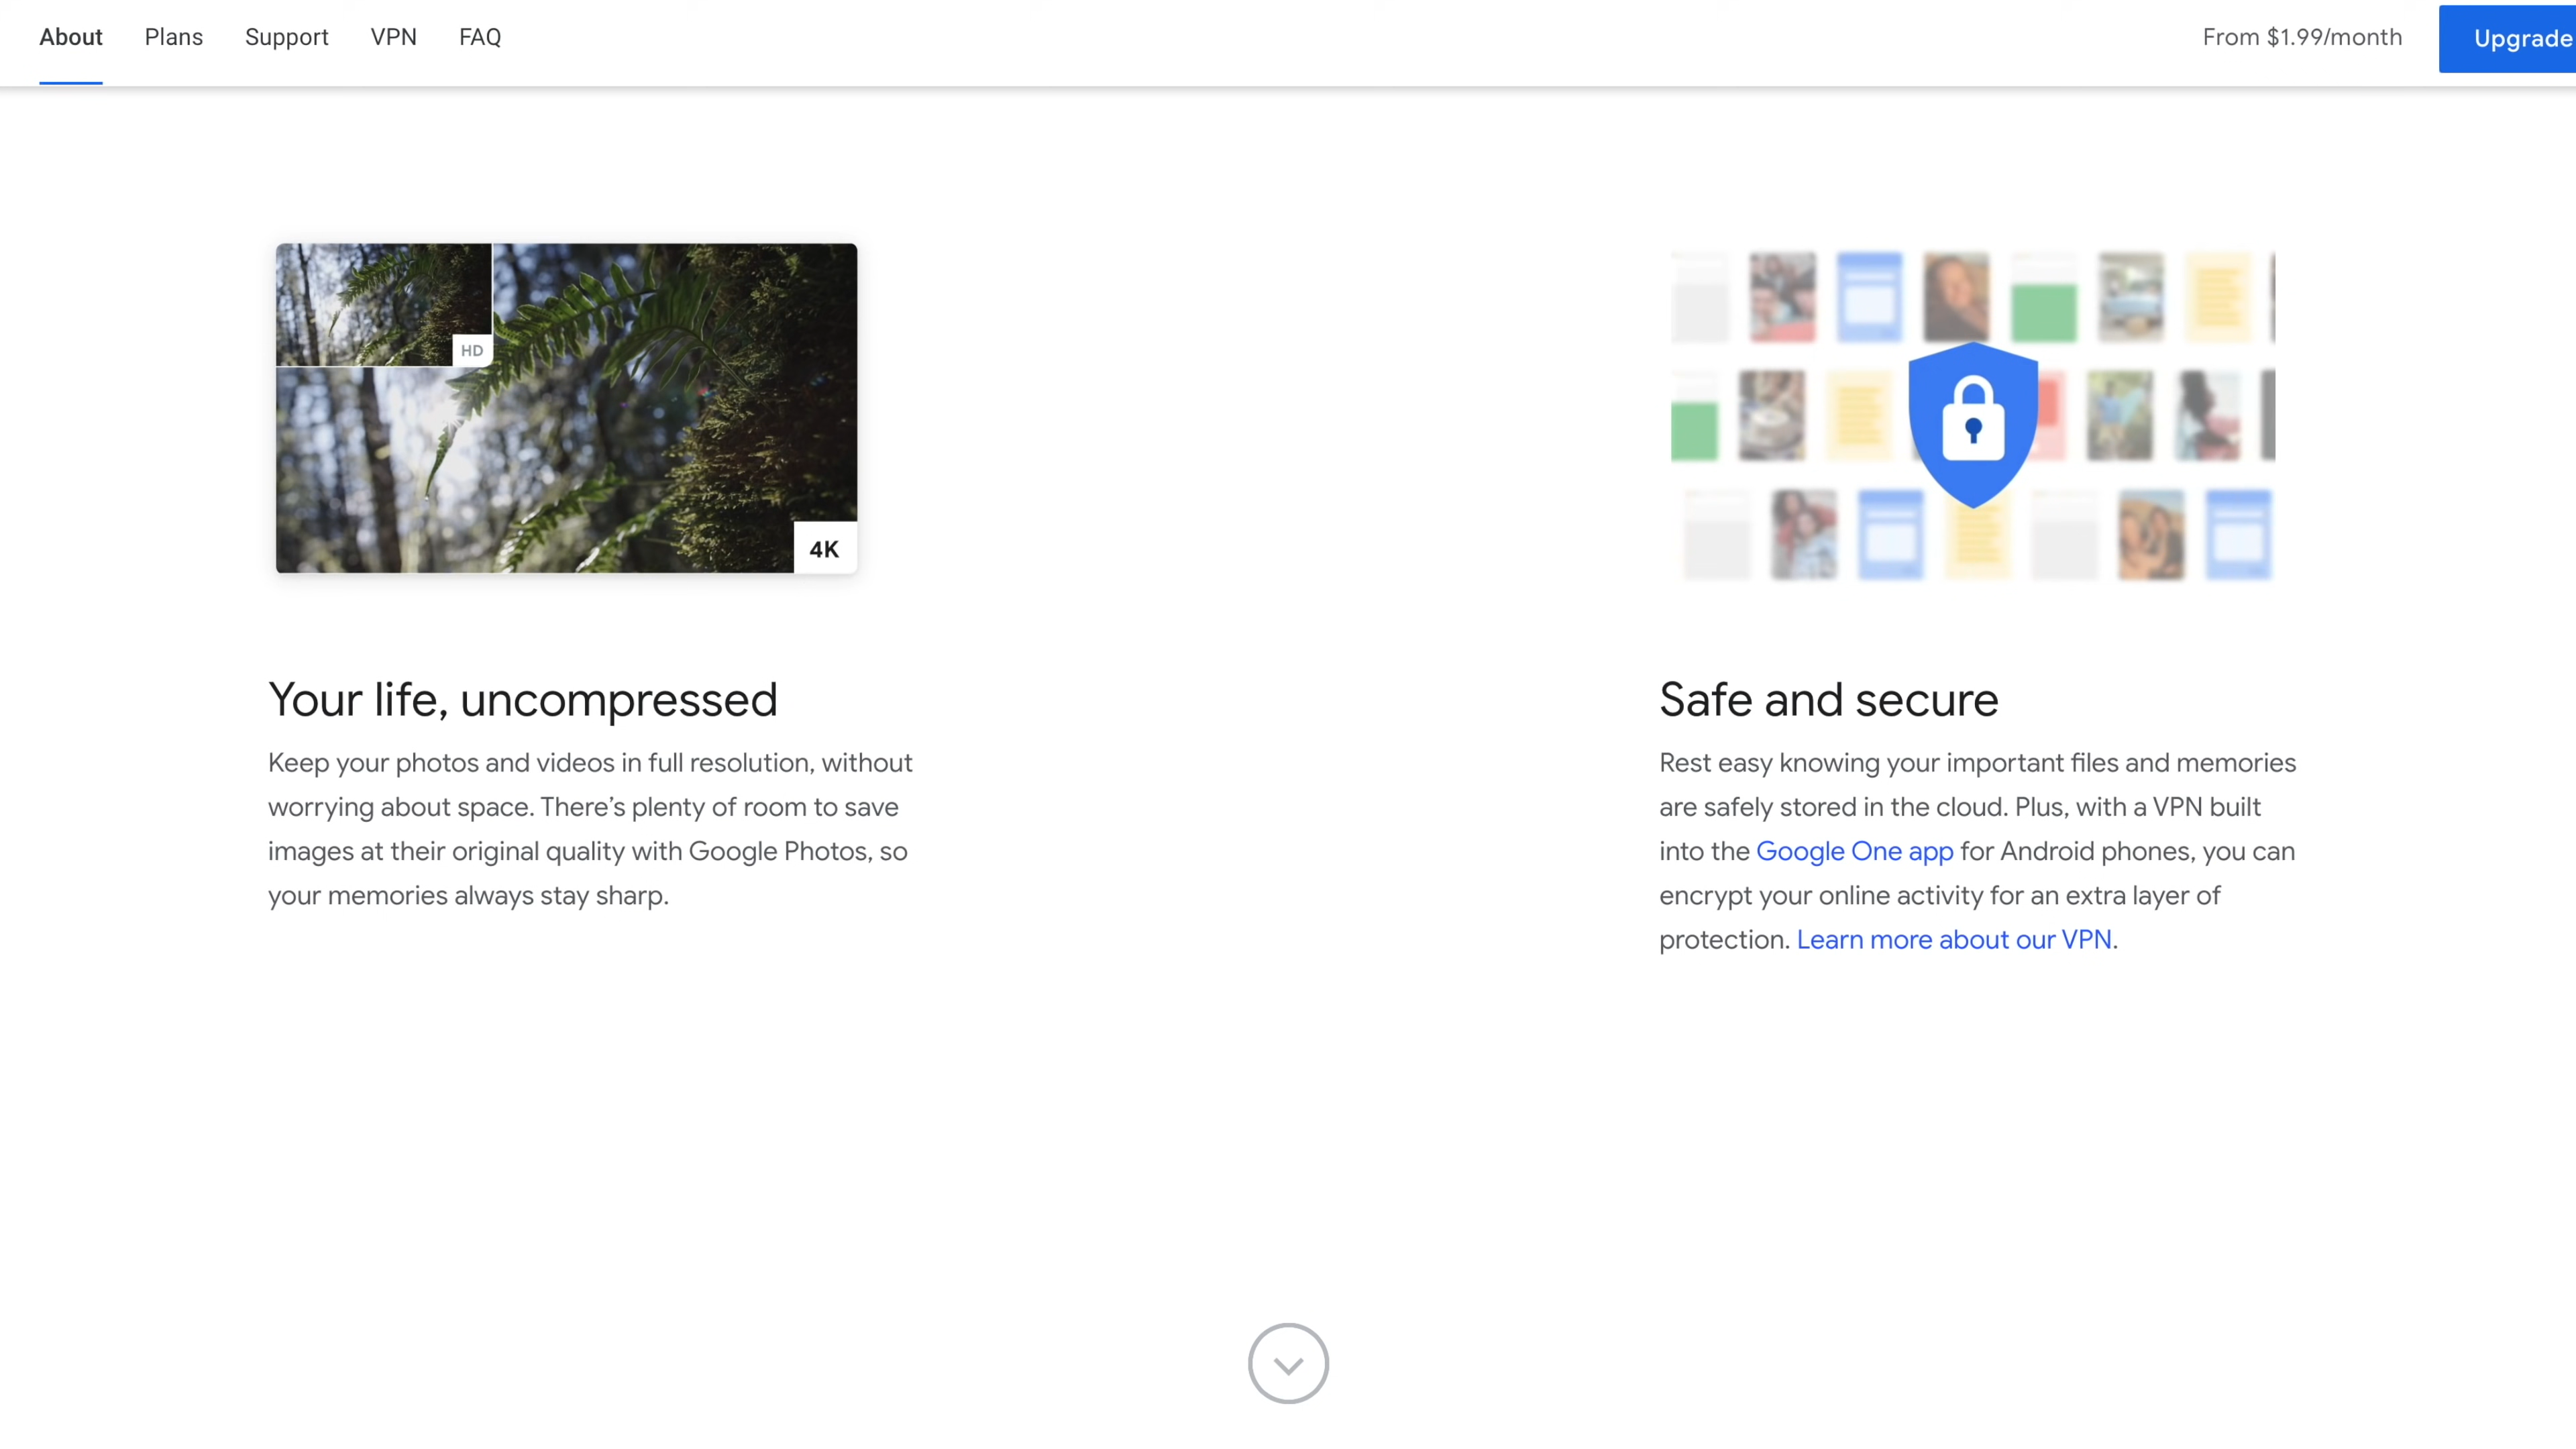 About Plans Support VPN FAQ From $1.99/month Upgrade
HD
4K
Your life, uncompressed
Keep your photos and videos in full resolution, without
worrying about space. There’s plenty of room to save
images at their original quality with Google Photos, so
your memories always stay sharp.
Safe and secure
Rest easy knowing your important files and memories
are safely stored in the cloud. Plus, with a VPN built
into the Google One app for Android phones, you can
encrypt your online activity for an extra layer of
protection. Learn more about our VPN.